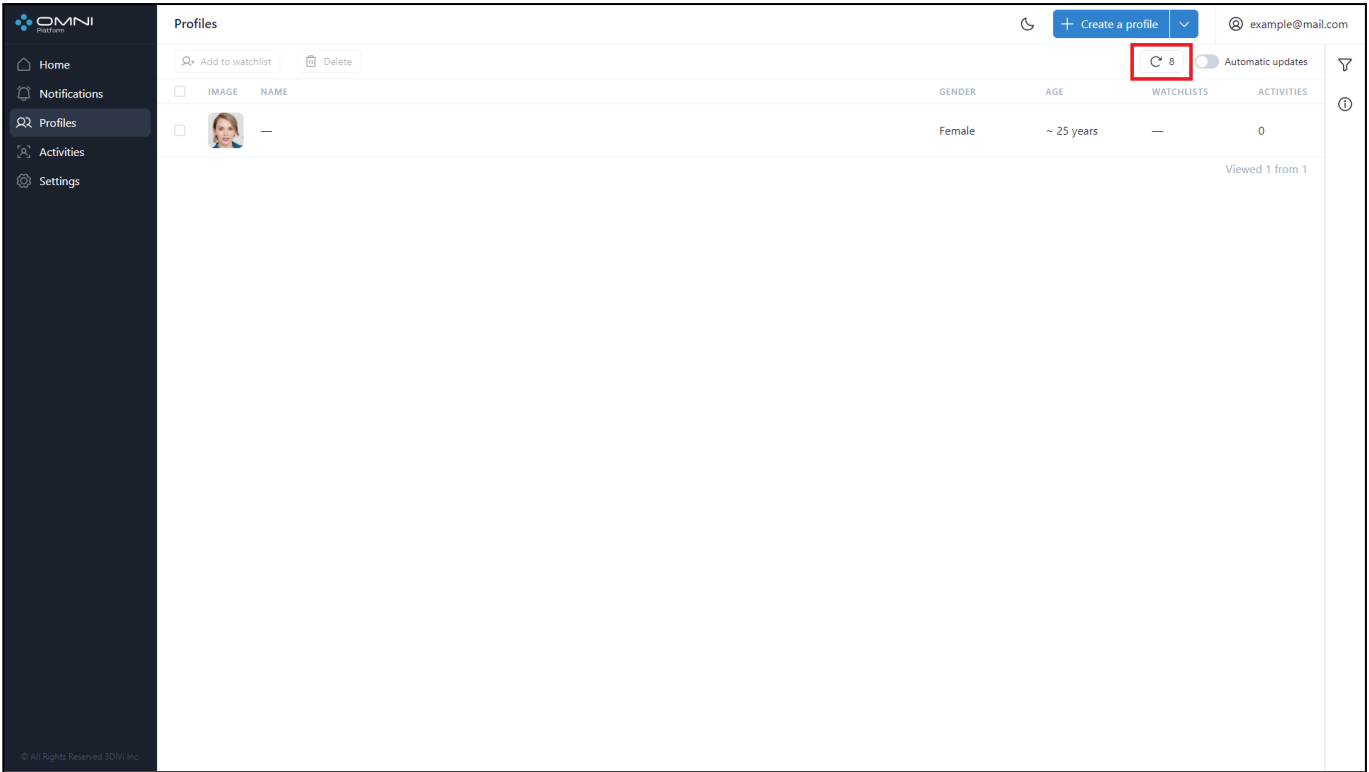 OMNI
Platform
Profiles
Create a profile
example@mail.com
Home
Notifications
Profiles
Activities
Settings
Add to watchlist
Delete
8
Automatic updates
IMAGE NAME GENDER AGE WATCHLISTS ACTIVITIES
— Female ~ 25 years — 0
Viewed 1 from 1
© All Rights Reserved 3DiVi Inc.